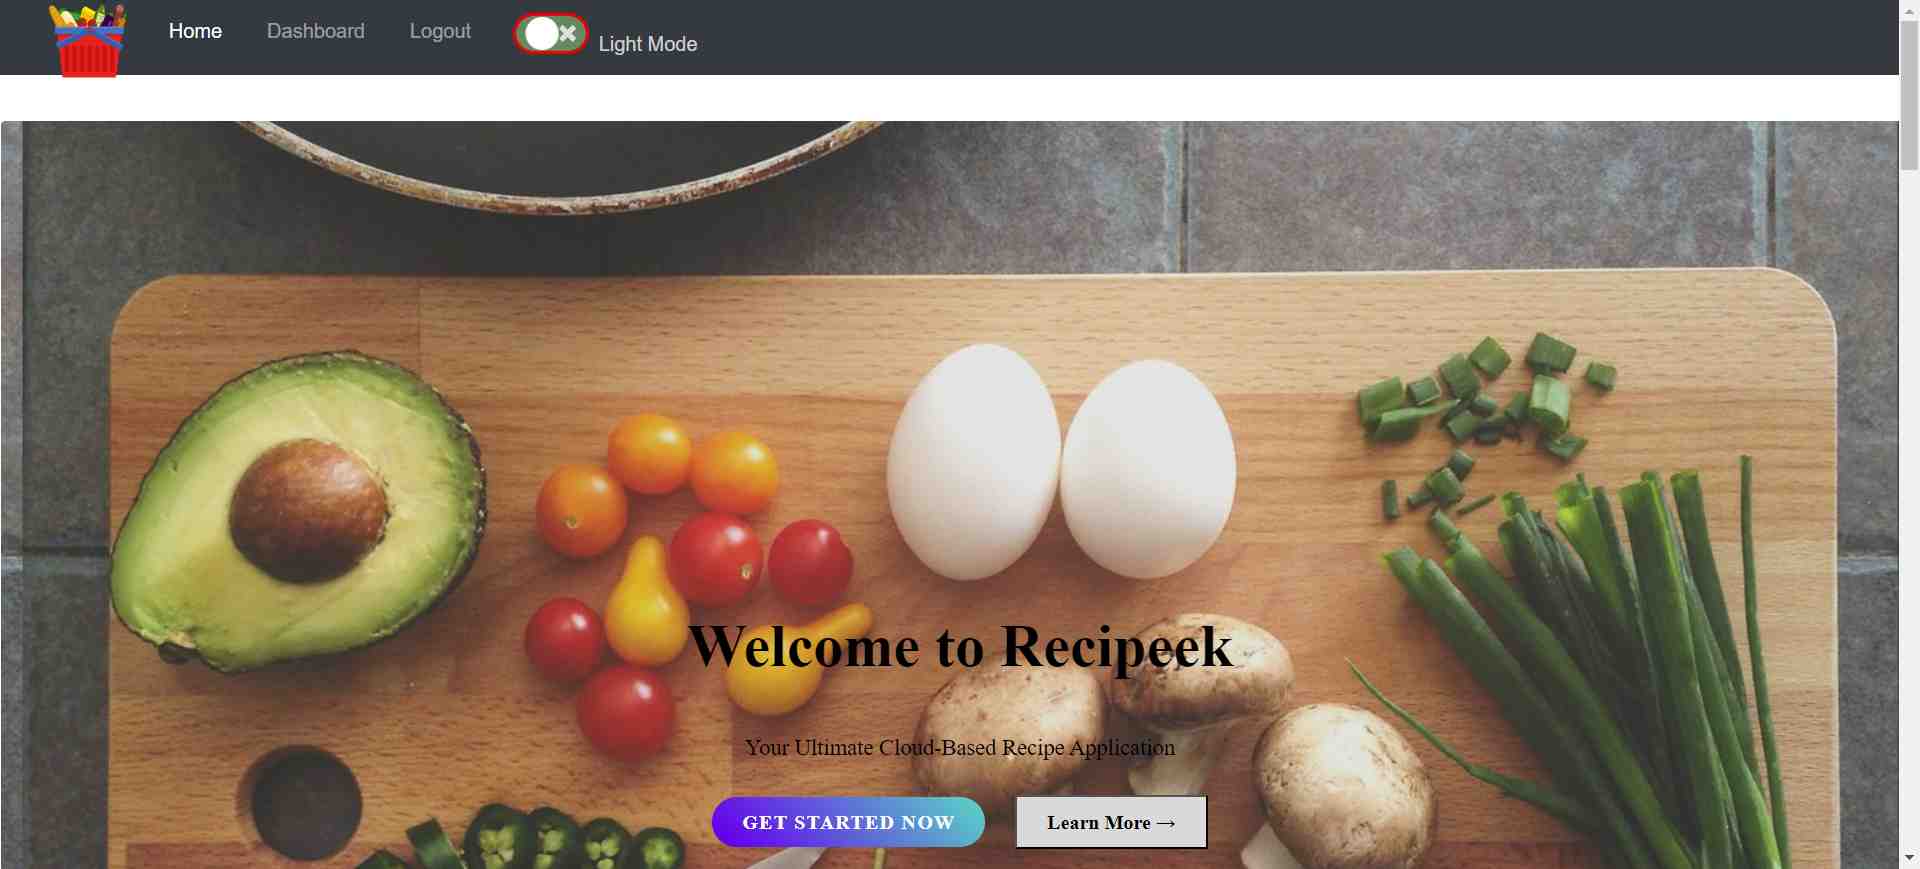 Home Dashboard Logout Light Mode
Welcome to Recipeek
Your Ultimate Cloud-Based Recipe Application
GET STARTED NOW Learn More →